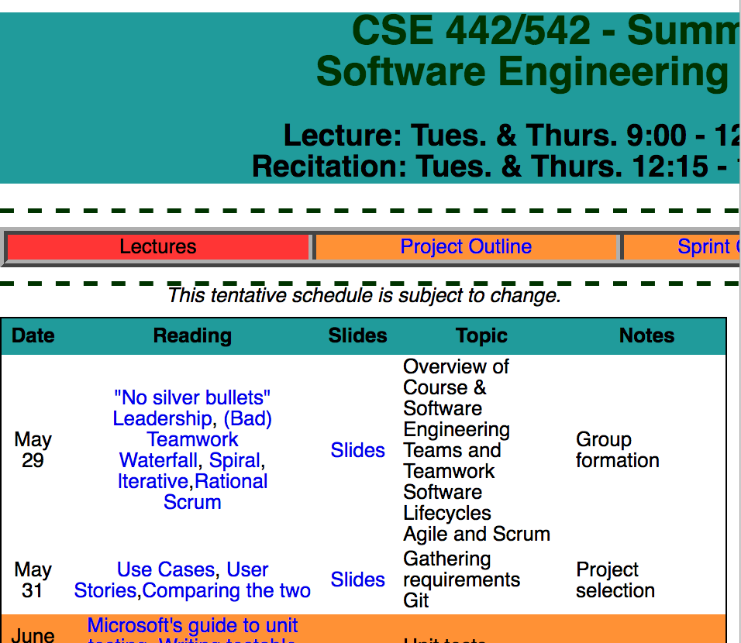 CSE 442/542 - Summ
Software Engineering
Lecture: Tues. & Thurs. 9:00 - 12
Recitation: Tues. & Thurs. 12:15 -
Lectures Project Outline Sprint
This tentative schedule is subject to change.
Date Reading Slides Topic Notes
May 29
"No silver bullets"
Leadership, (Bad)
Teamwork
Waterfall, Spiral,
Iterative,Rational
Scrum
Slides
Overview of
Course &
Software
Engineering
Teams and
Teamwork
Software
Lifecycles
Agile and Scrum
Group
formation
May
31
Use Cases, User
Stories,Comparing the two
Slides
Gathering
requirements
Git
Project
selection
June
Microsoft's guide to unit
testing, Writing testable
Unit tests